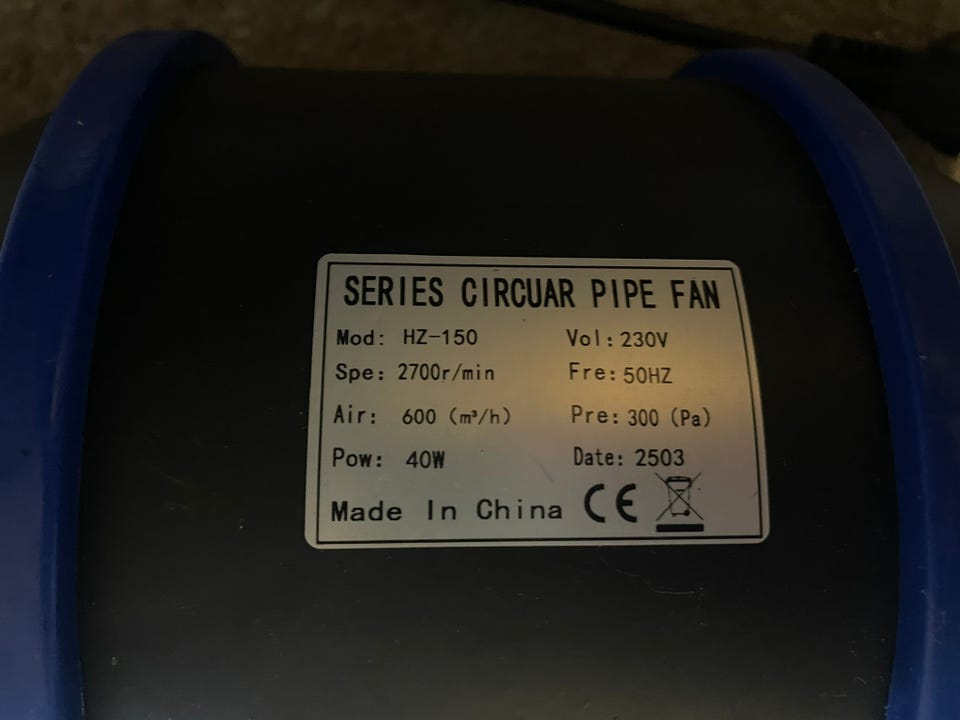 SERIES CIRCUAR PIPE FAN
Mod: HZ-150 Vol: 230V
Spe: 2700r/min Fre: 50HZ
Air: 600 (m³/h) Pre: 300 (Pa)
Pow: 40W Date: 2503
Made In China CE